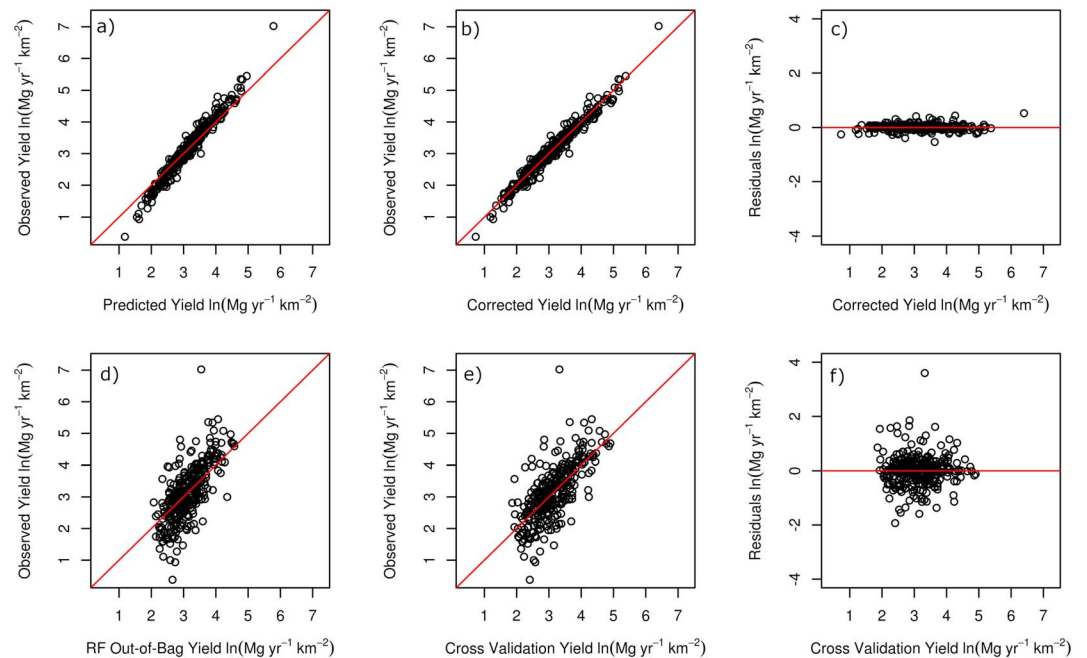 a)
Observed Yield ln(Mg yr⁻¹ km⁻²)
7
6
5
4
3
2
1
1 2 3 4 5 6 7
Predicted Yield ln(Mg yr⁻¹ km⁻²)
b)
Observed Yield ln(Mg yr⁻¹ km⁻²)
7
6
5
4
3
2
1
1 2 3 4 5 6 7
Corrected Yield ln(Mg yr⁻¹ km⁻²)
c)
Residuals ln(Mg yr⁻¹ km⁻²)
4
2
0
-2
-4
1 2 3 4 5 6 7
Corrected Yield ln(Mg yr⁻¹ km⁻²)
d)
Observed Yield ln(Mg yr⁻¹ km⁻²)
7
6
5
4
3
2
1
1 2 3 4 5 6 7
RF Out-of-Bag Yield ln(Mg yr⁻¹ km⁻²)
e)
Observed Yield ln(Mg yr⁻¹ km⁻²)
7
6
5
4
3
2
1
1 2 3 4 5 6 7
Cross Validation Yield ln(Mg yr⁻¹ km⁻²)
f)
Residuals ln(Mg yr⁻¹ km⁻²)
4
2
0
-2
-4
1 2 3 4 5 6 7
Cross Validation Yield ln(Mg yr⁻¹ km⁻²)